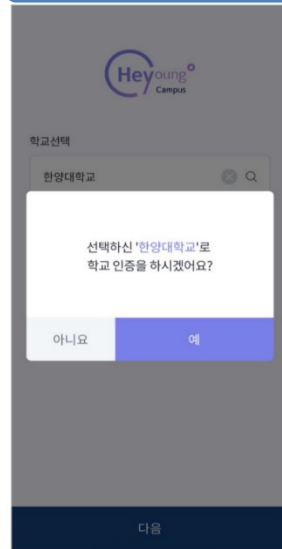 Heyoung
Campus
학교선택
한양대학교
선택하신 '한양대학교'로
학교 인증을 하시겠어요?
아니요
예
다음